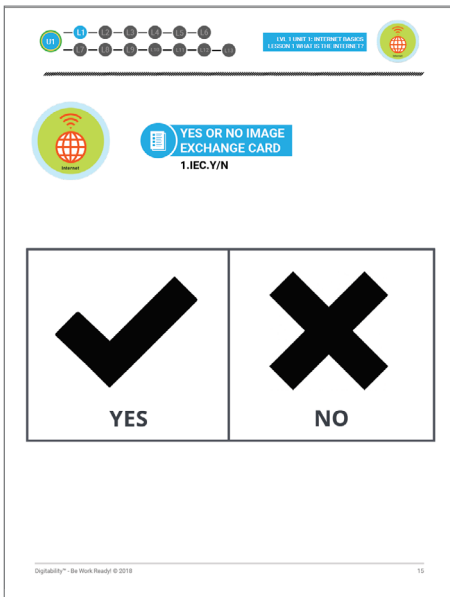 U1
L1 L2 L3 L4 L5 L6
L7 L8 L9 L10 L11 L12 L13
LVL 1 UNIT 1: INTERNET BASICS
LESSON 1 WHAT IS THE INTERNET?
Internet
Internet
YES OR NO IMAGE
EXCHANGE CARD
1.IEC.Y/N
YES
NO
Digitability™ - Be Work Ready! © 2018
15